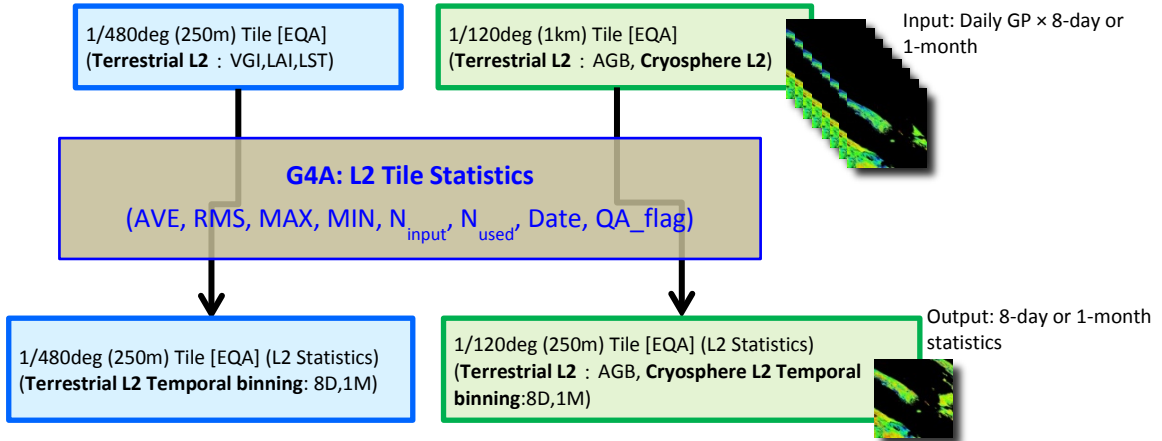 1/480deg (250m) Tile [EQA]
(Terrestrial L2 : VGI,LAI,LST)
1/120deg (1km) Tile [EQA]
(Terrestrial L2 : AGB, Cryosphere L2)
Input: Daily GP × 8-day or
1-month
G4A: L2 Tile Statistics
(AVE, RMS, MAX, MIN, N_input, N_used, Date, QA_flag)
1/480deg (250m) Tile [EQA] (L2 Statistics)
(Terrestrial L2 Temporal binning: 8D,1M)
1/120deg (250m) Tile [EQA] (L2 Statistics)
(Terrestrial L2 : AGB, Cryosphere L2 Temporal
binning:8D,1M)
Output: 8-day or 1-month
statistics